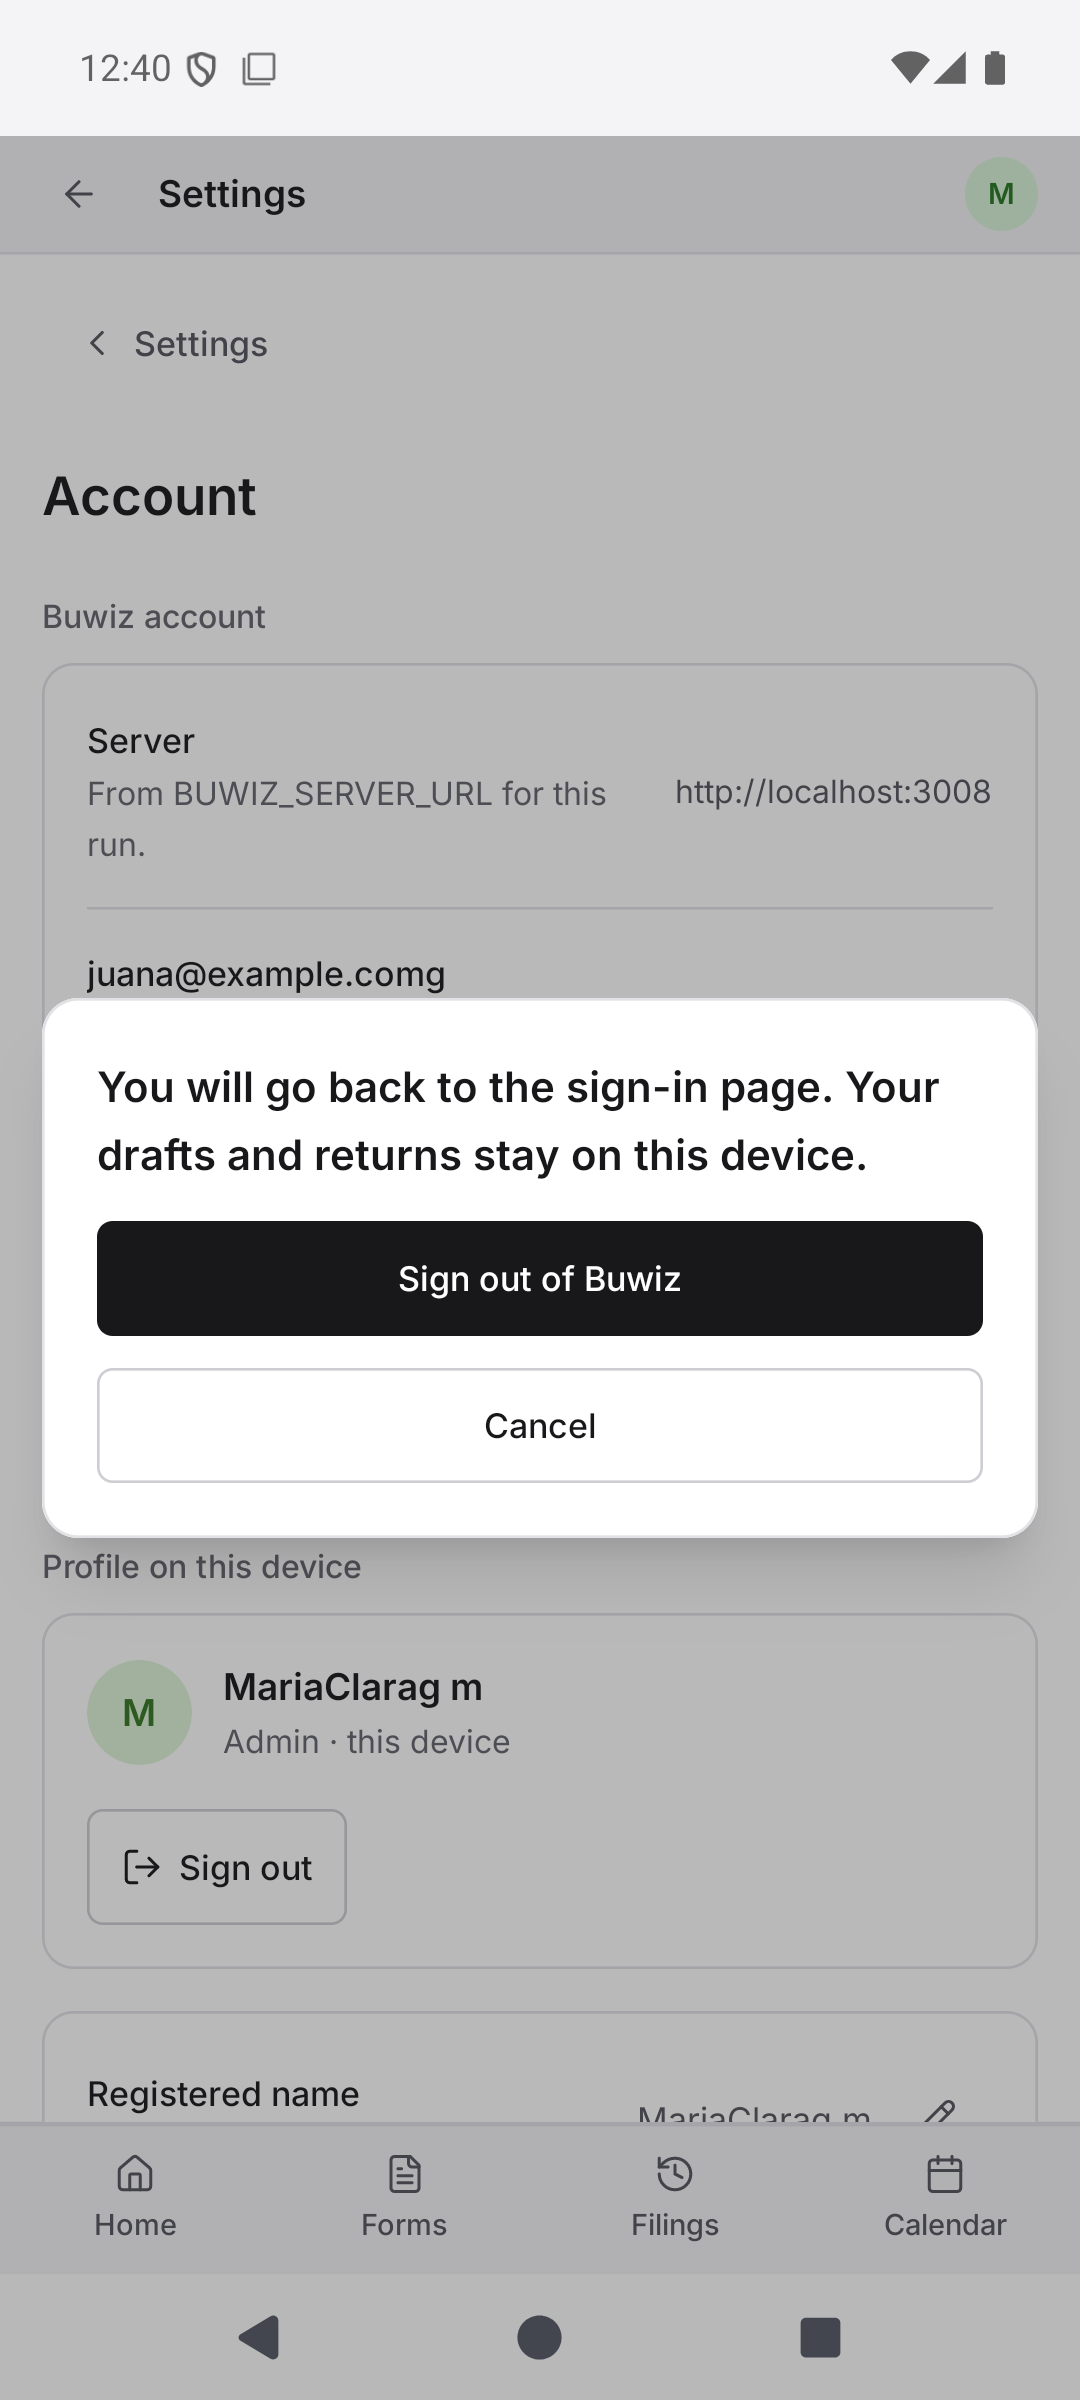 12:40
Settings
M
Settings
Account
Buwiz account
Server
From BUWIZ_SERVER_URL for this
run.
http://localhost:3008
juana@example.comg
You will go back to the sign-in page. Your
drafts and returns stay on this device.
Sign out of Buwiz
Cancel
Profile on this device
M
MariaClarag m
Admin · this device
Sign out
Registered name
MariaClarag m
Home
Forms
Filings
Calendar